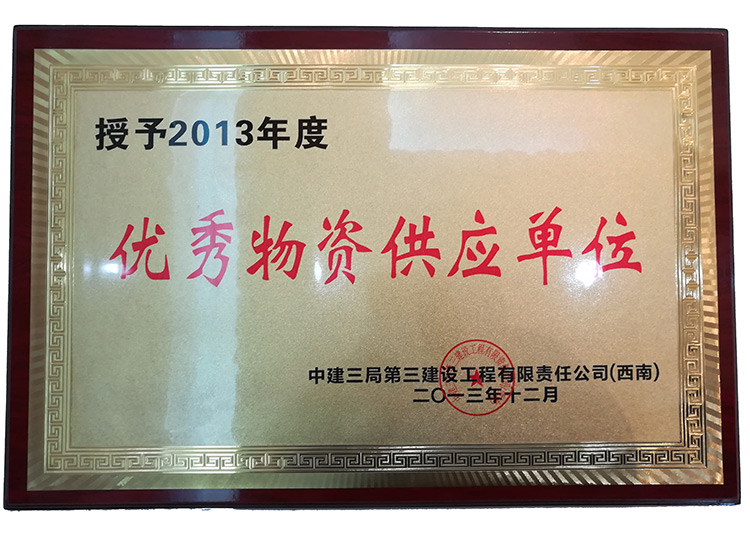 授予2013年度
优秀物资供应单位
中建三局第三建设工程有限责任公司(西南)
二〇一三年十二月